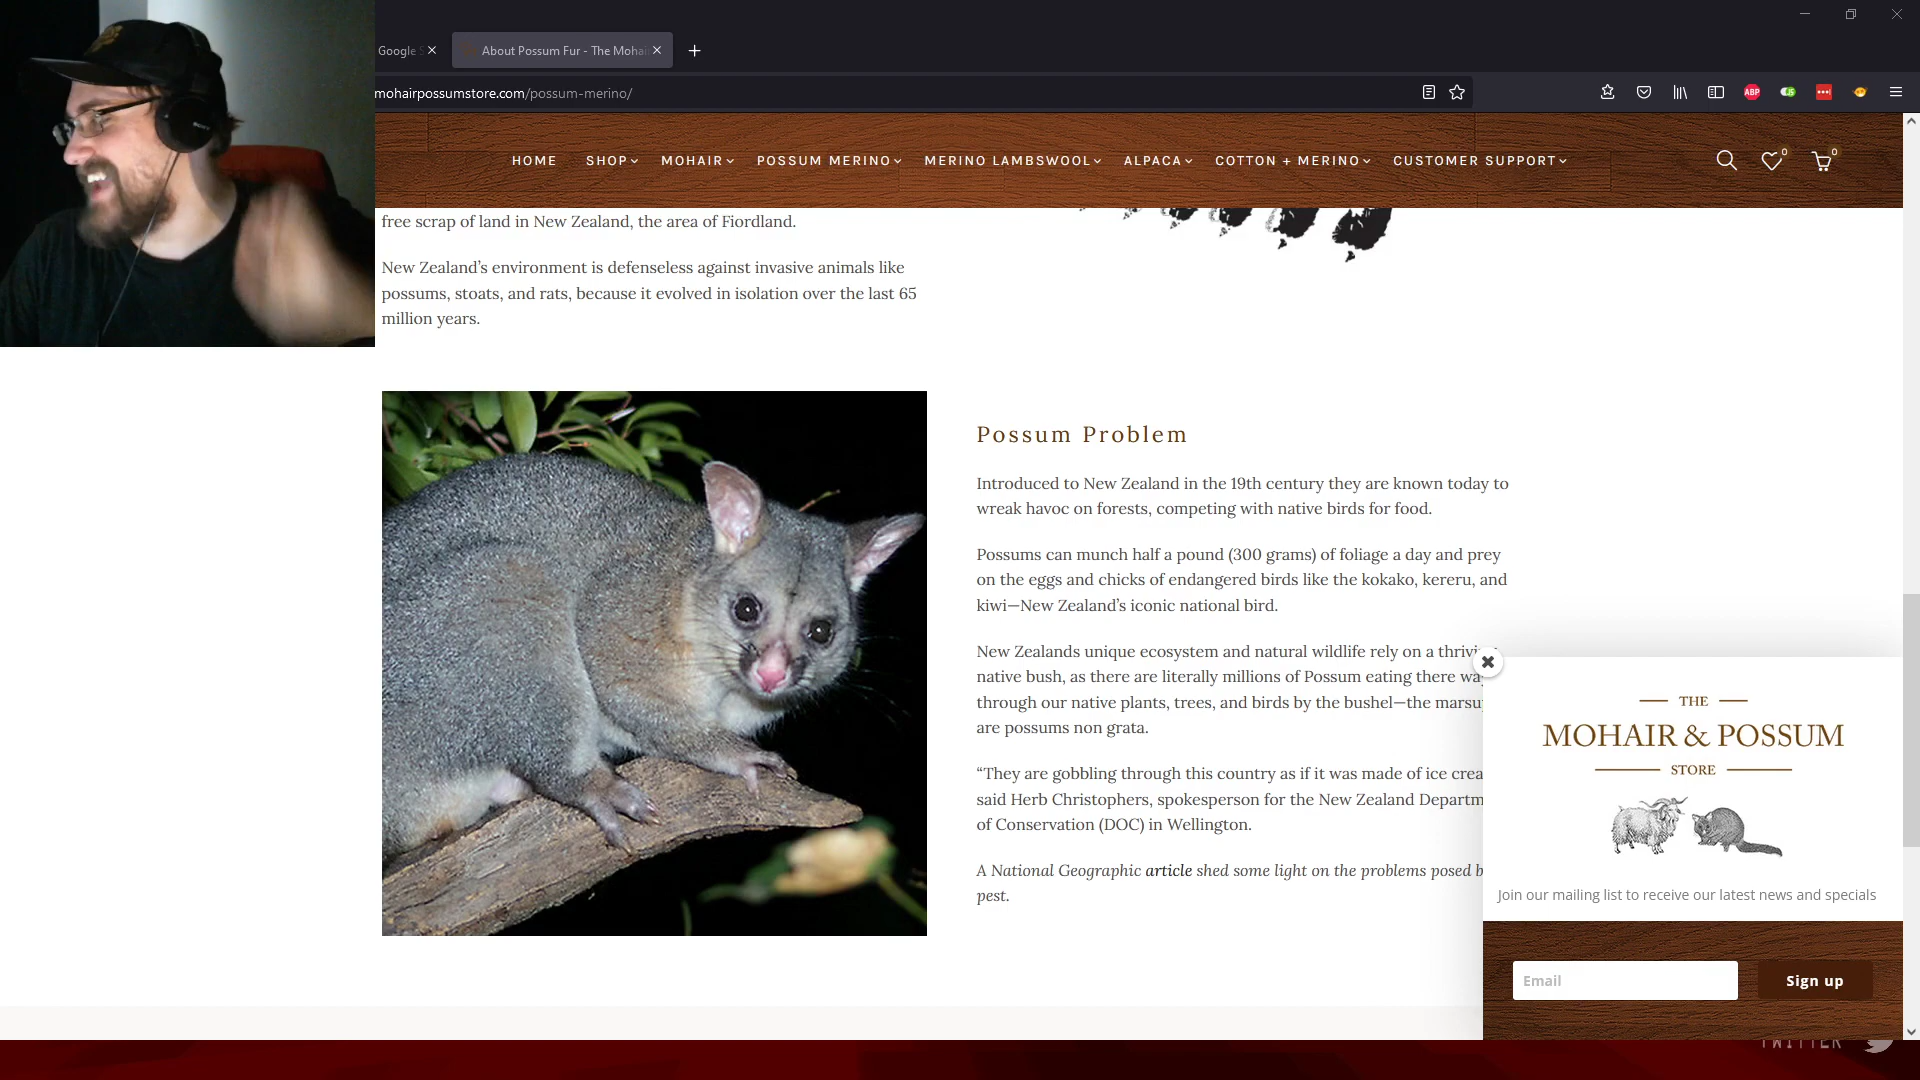 Google
About Possum Fur - The Mohai
mohairpossumstore.com/possum-merino/
ABP
HOME SHOP MOHAIR POSSUM MERINO MERINO LAMBSWOOL ALPACA COTTON + MERINO CUSTOMER SUPPORT
0
0
free scrap of land in New Zealand, the area of Fiordland.
New Zealand’s environment is defenseless against invasive animals like
possums, stoats, and rats, because it evolved in isolation over the last 65
million years.
Possum Problem
Introduced to New Zealand in the 19th century they are known today to
wreak havoc on forests, competing with native birds for food.
Possums can munch half a pound (300 grams) of foliage a day and prey
on the eggs and chicks of endangered birds like the kokako, kereru, and
kiwi—New Zealand’s iconic national bird.
New Zealands unique ecosystem and natural wildlife rely on a thrivi
native bush, as there are literally millions of Possum eating there wa
through our native plants, trees, and birds by the bushel—the marsu
are possums non grata.
“They are gobbling through this country as if it was made of ice crea
said Herb Christophers, spokesperson for the New Zealand Departm
of Conservation (DOC) in Wellington.
A National Geographic article shed some light on the problems posed b
pest.
THE
MOHAIR & POSSUM
STORE
Join our mailing list to receive our latest news and specials
Email
Sign up
TWITTER